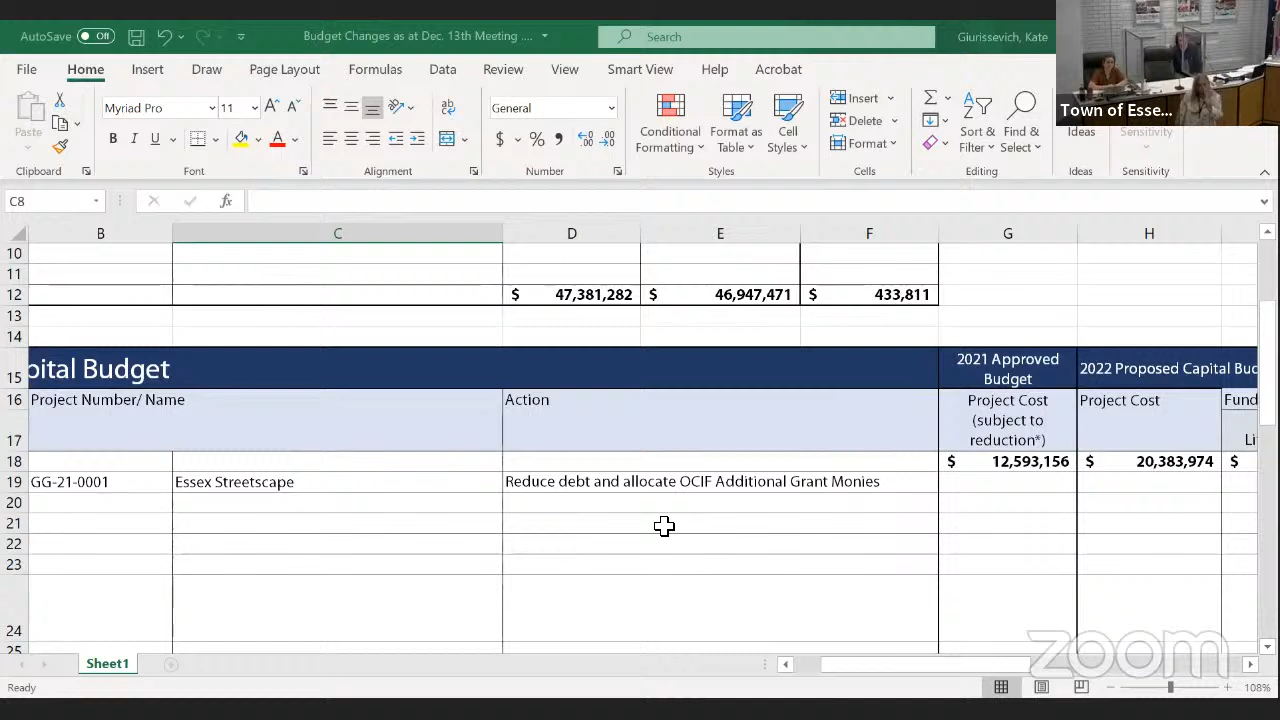 AutoSave Off Budget Changes as at Dec. 13th Meeting .... Search Giurissevich, Kate
File Home Insert Draw Page Layout Formulas Data Review View Smart View Help Acrobat
Town of Esse...
Paste
Myriad Pro 11 A A
B I U A
ab
General
$ % 9
Conditional Formatting
Format as Table
Cell Styles
Insert
Delete
Format
Sort & Filter
Find & Select
Ideas
Sensitivity
Clipboard Font Alignment Number Styles Cells Editing Ideas Sensitivity
C8 fx
B C D E F G H
10
11
12 $ 47,381,282 $ 46,947,471 $ 433,811
13
14
15 pital Budget 2021 Approved Budget 2022 Proposed Capital Bud
16 Project Number/ Name Action Project Cost (subject to reduction*) Project Cost Fund
17 Li
18 $ 12,593,156 $ 20,383,974 $
19 GG-21-0001 Essex Streetscape Reduce debt and allocate OCIF Additional Grant Monies
20
21
22
23
24
25
zoom
Sheet1
Ready 108%